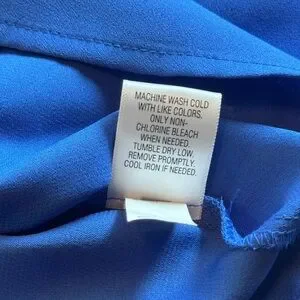 MACHINE WASH COLD
WITH LIKE COLORS.
ONLY NON-
CHLORINE BLEACH
WHEN NEEDED.
TUMBLE DRY LOW.
REMOVE PROMPTLY.
COOL IRON IF NEEDED.